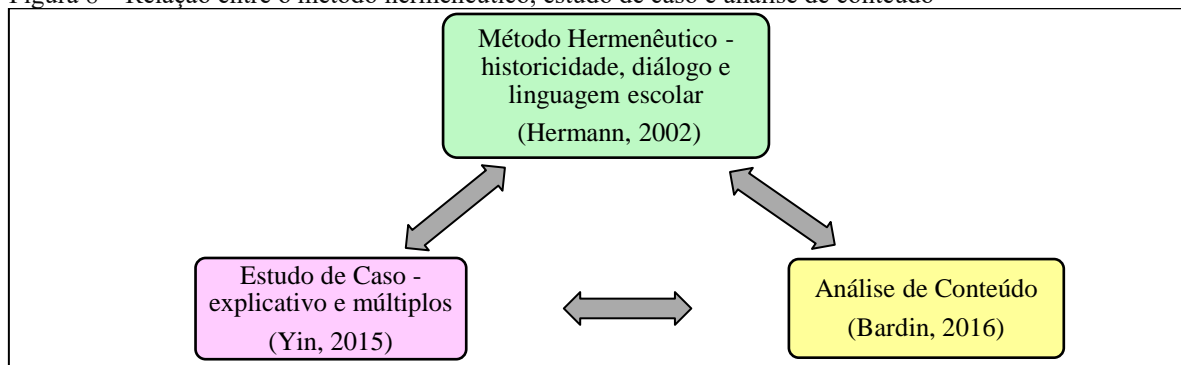 Figura – Relação entre o método hermenêutico, estudo de caso e análise de conteúdo
Método Hermenêutico -
historicidade, diálogo e
linguagem escolar
(Hermann, 2002)
Estudo de Caso -
explicativo e múltiplos
(Yin, 2015)
Análise de Conteúdo
(Bardin, 2016)